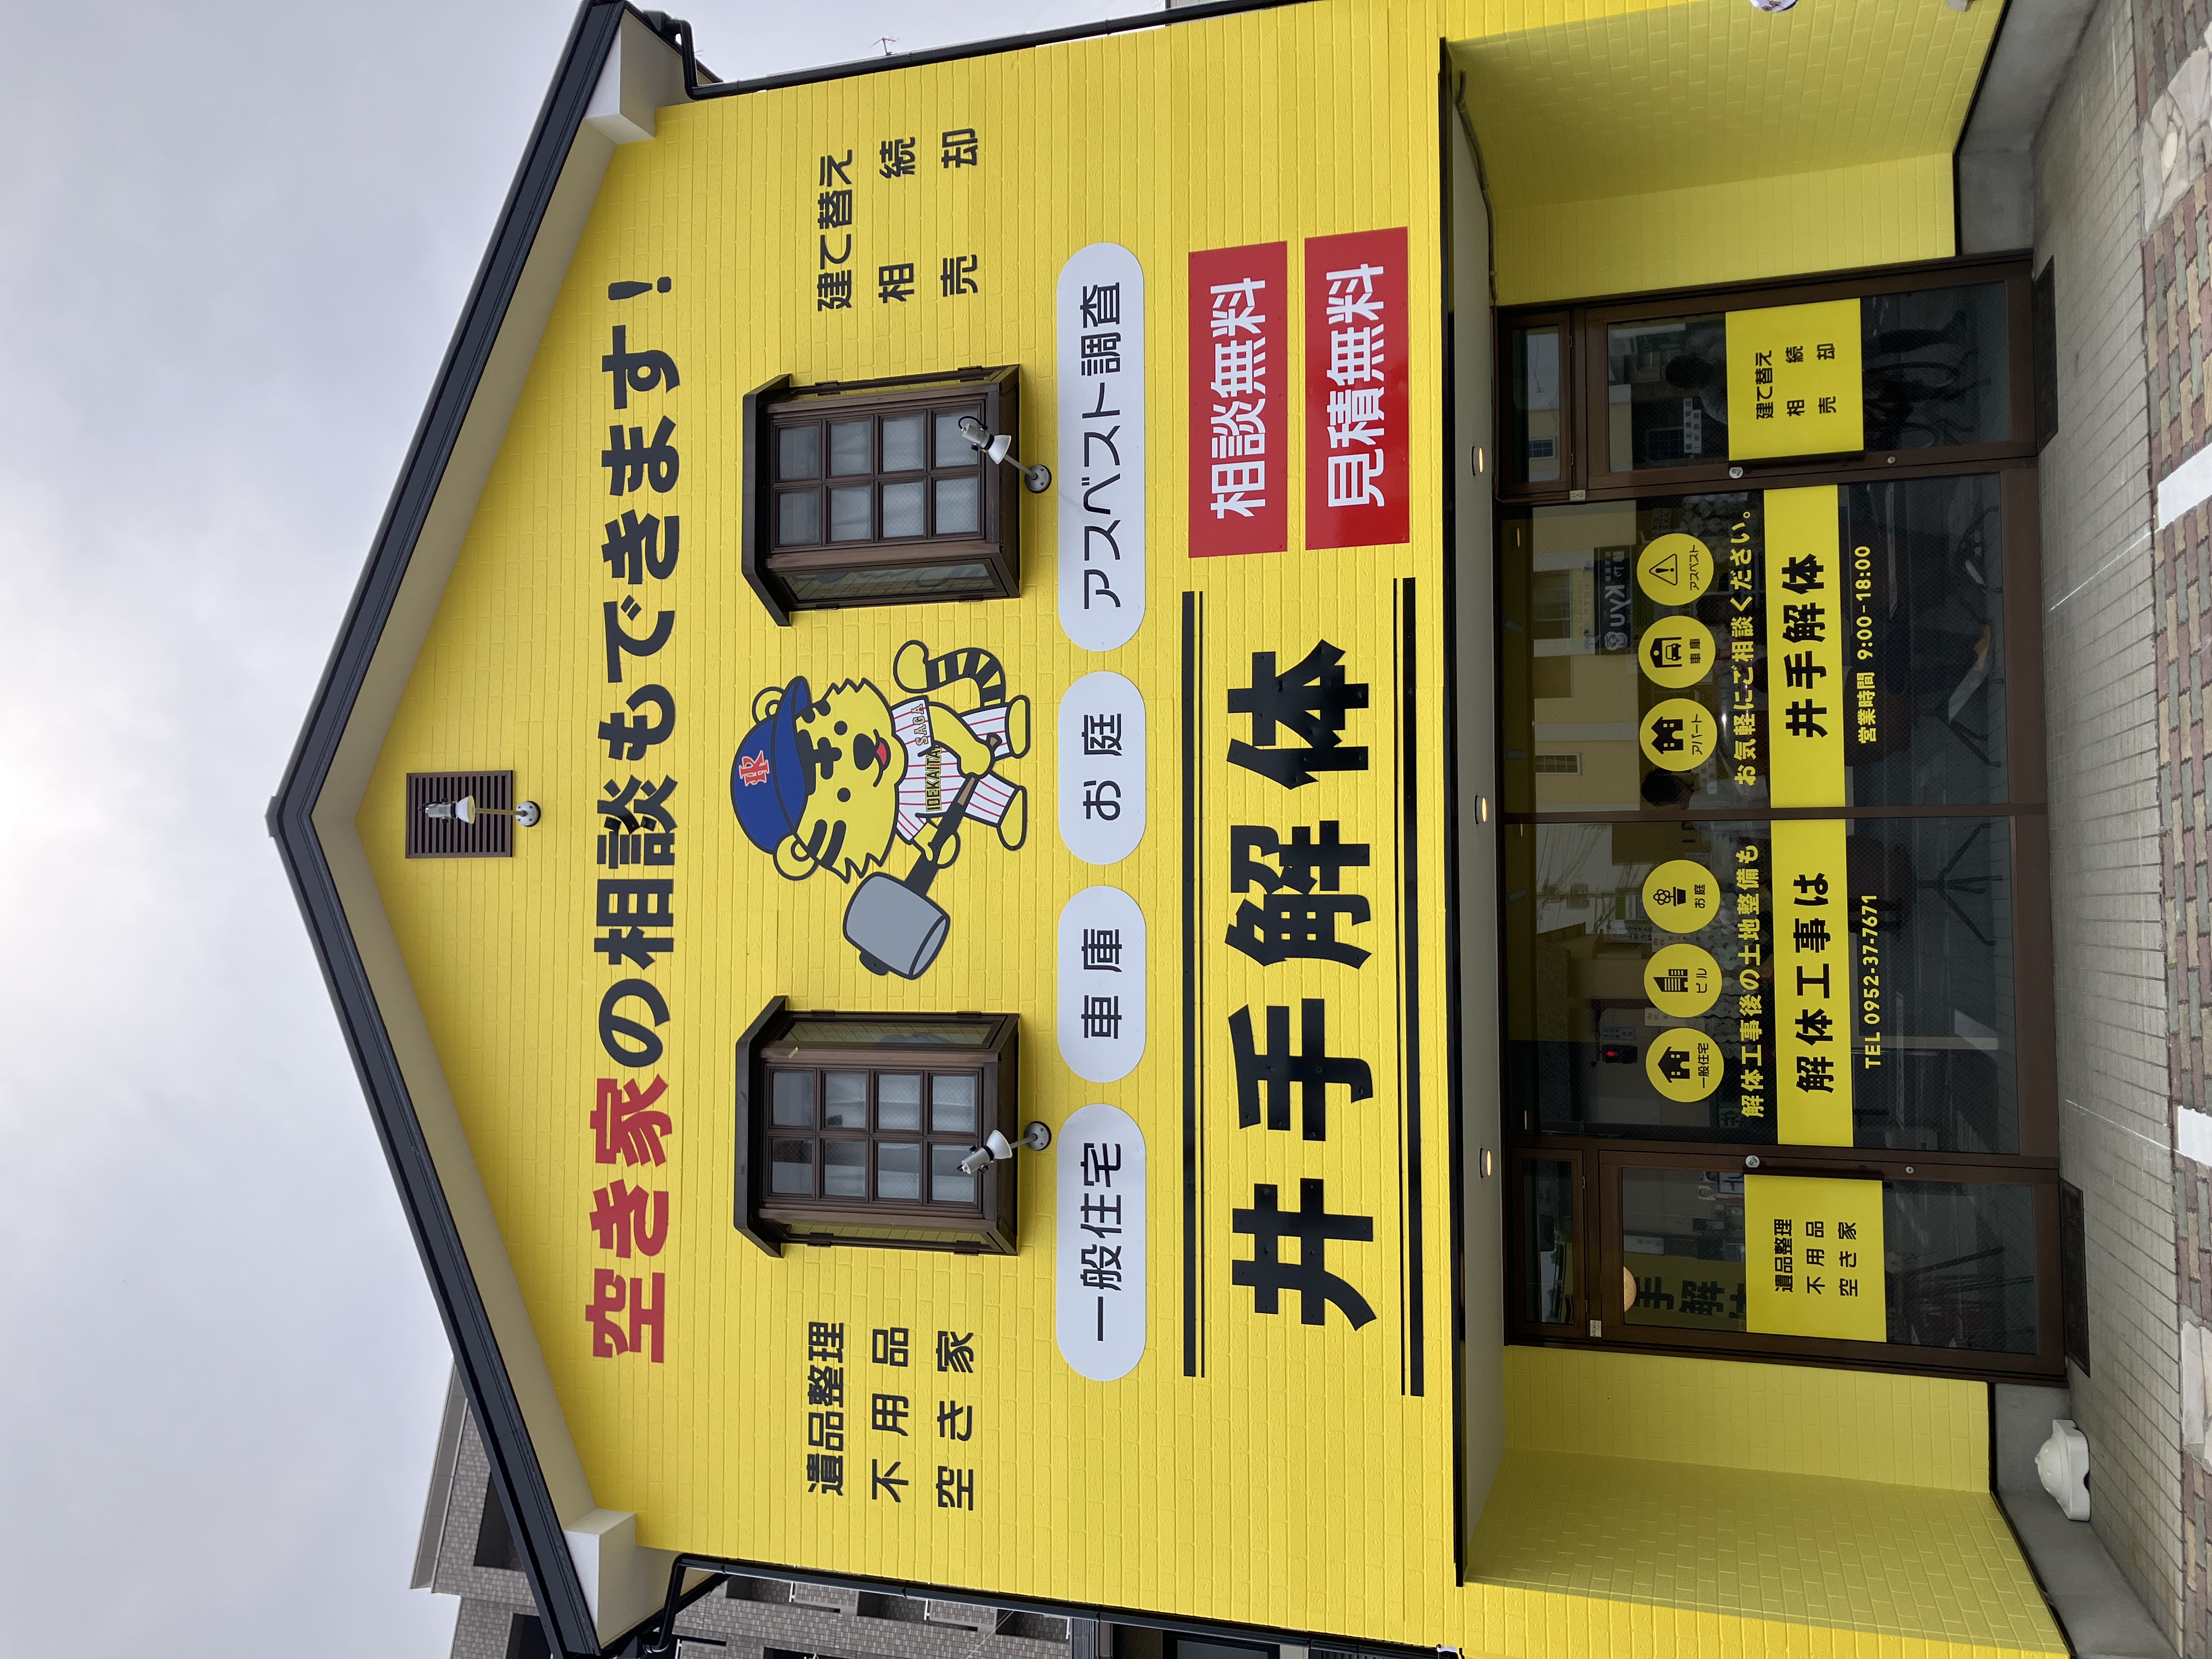 空き家の相談もできます!
遺品整理
不用品
空き家
建て替え
相続
売却
IDEKAITAI SAGA
一般住宅
車庫
お庭
アスベスト調査
井手解体
相談無料
見積無料
一般住宅
ビル
お庭
アパート
車庫
アスベスト
解体工事後の土地整備も お気軽にご相談ください。
解体工事は 井手解体
TEL 0952-37-7671 営業時間 9:00-18:00
遺品整理
不用品
空き家
建て替え
相続
売却